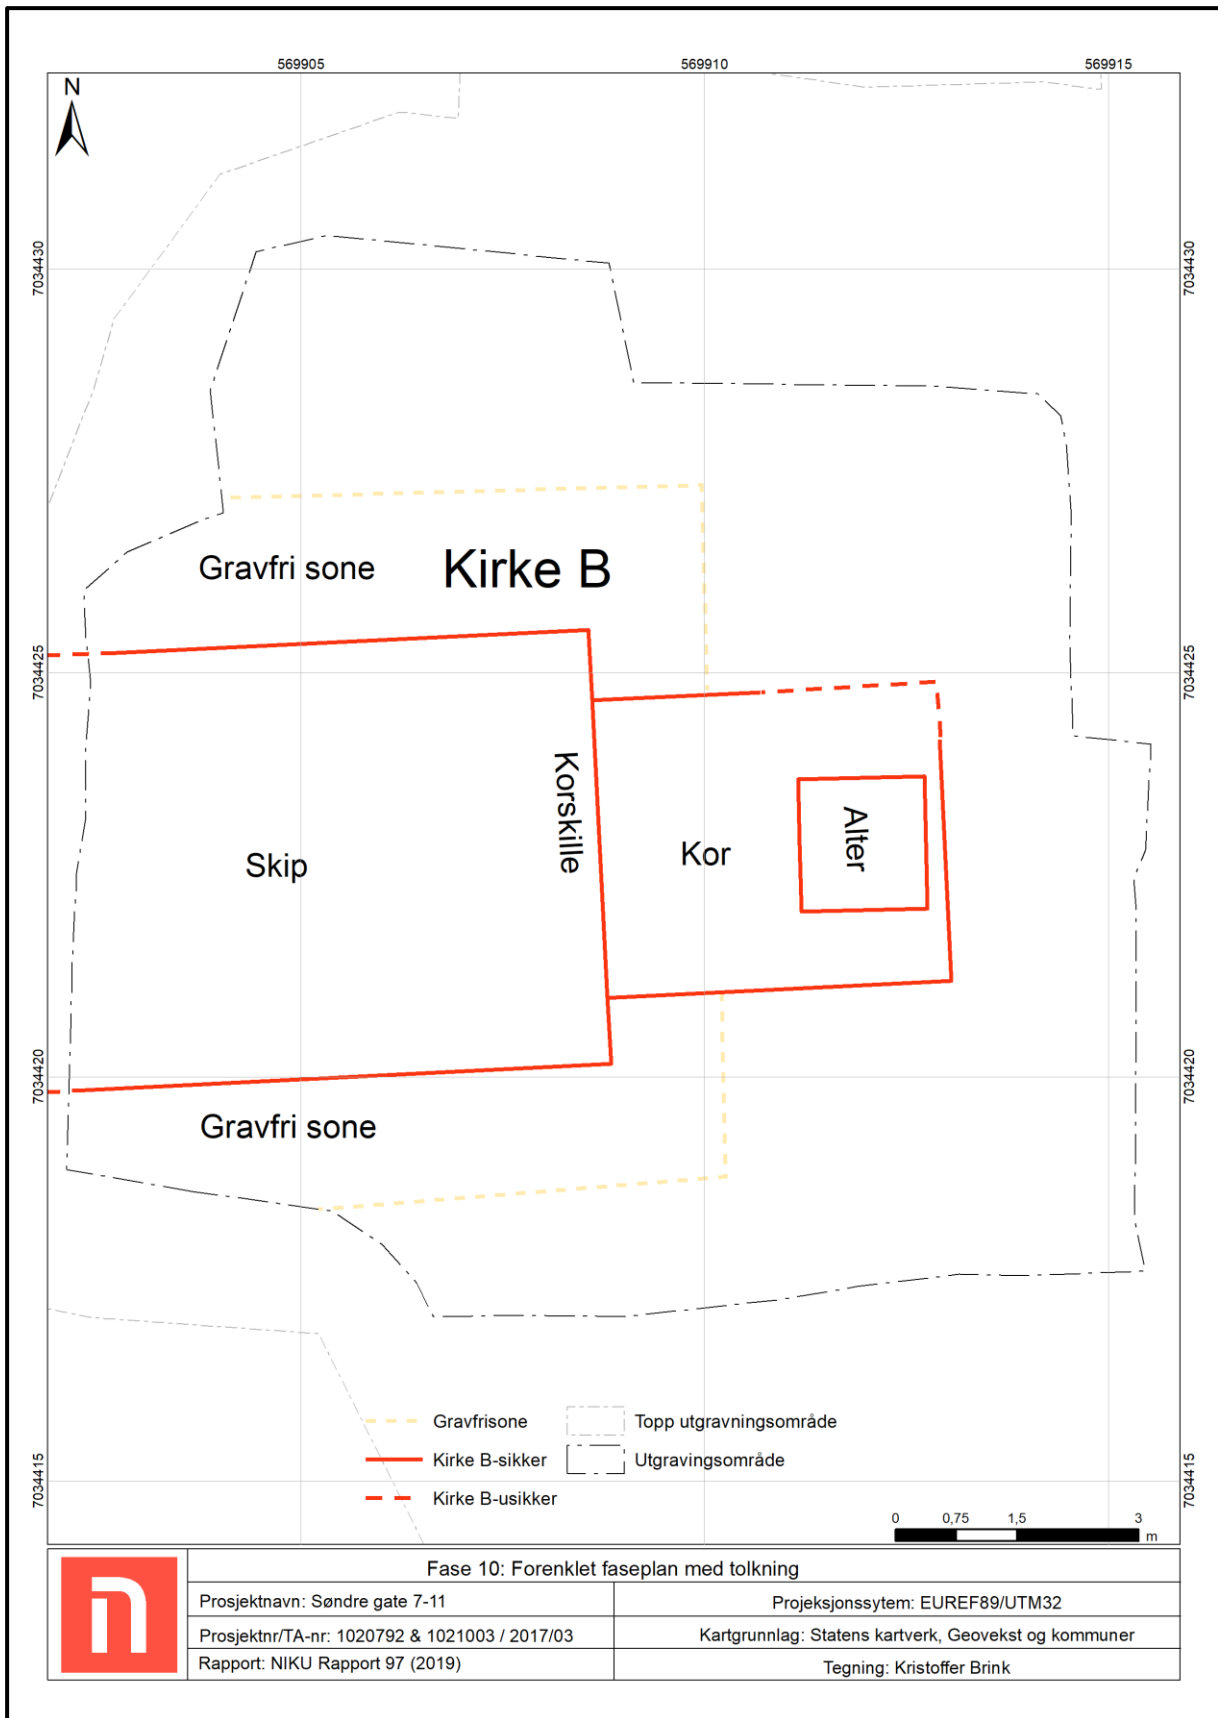 569905
569910
569915
N
7034430
7034430
Gravfri sone
Kirke B
7034425
7034425
Korskille
Skip
Kor
Alter
7034420
7034420
Gravfri sone
Gravfrisone
Topp utgravningsområde
Kirke B-sikker
Utgravingsområde
Kirke B-usikker
7034415
7034415
0 0,75 1,5 3
m
Fase 10: Forenklet faseplan med tolkning
Prosjektnavn: Søndre gate 7-11
Projeksjonssytem: EUREF89/UTM32
Prosjektnr/TA-nr: 1020792 & 1021003 / 2017/03
Kartgrunnlag: Statens kartverk, Geovekst og kommuner
Rapport: NIKU Rapport 97 (2019)
Tegning: Kristoffer Brink